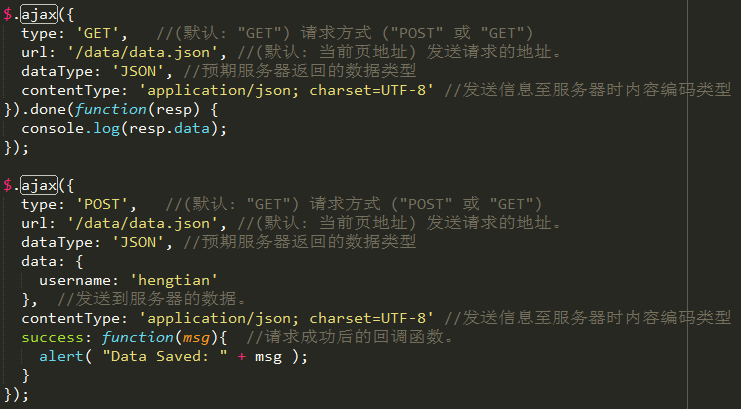 $.ajax({
  type: 'GET',   //(默认: "GET") 请求方式 ("POST" 或 "GET")
  url: '/data/data.json', //(默认: 当前页地址) 发送请求的地址。
  dataType: 'JSON', //预期服务器返回的数据类型
  contentType: 'application/json; charset=UTF-8' //发送信息至服务器时内容编码类型
}).done(function(resp) {
  console.log(resp.data);
});
$.ajax({
  type: 'POST',   //(默认: "GET") 请求方式 ("POST" 或 "GET")
  url: '/data/data.json', //(默认: 当前页地址) 发送请求的地址。
  dataType: 'JSON', //预期服务器返回的数据类型
  data: {
    username: 'hengtian'
  },  //发送到服务器的数据。
  contentType: 'application/json; charset=UTF-8' //发送信息至服务器时内容编码类型
  success: function(msg){  //请求成功后的回调函数。
    alert( "Data Saved: " + msg );
  }
});